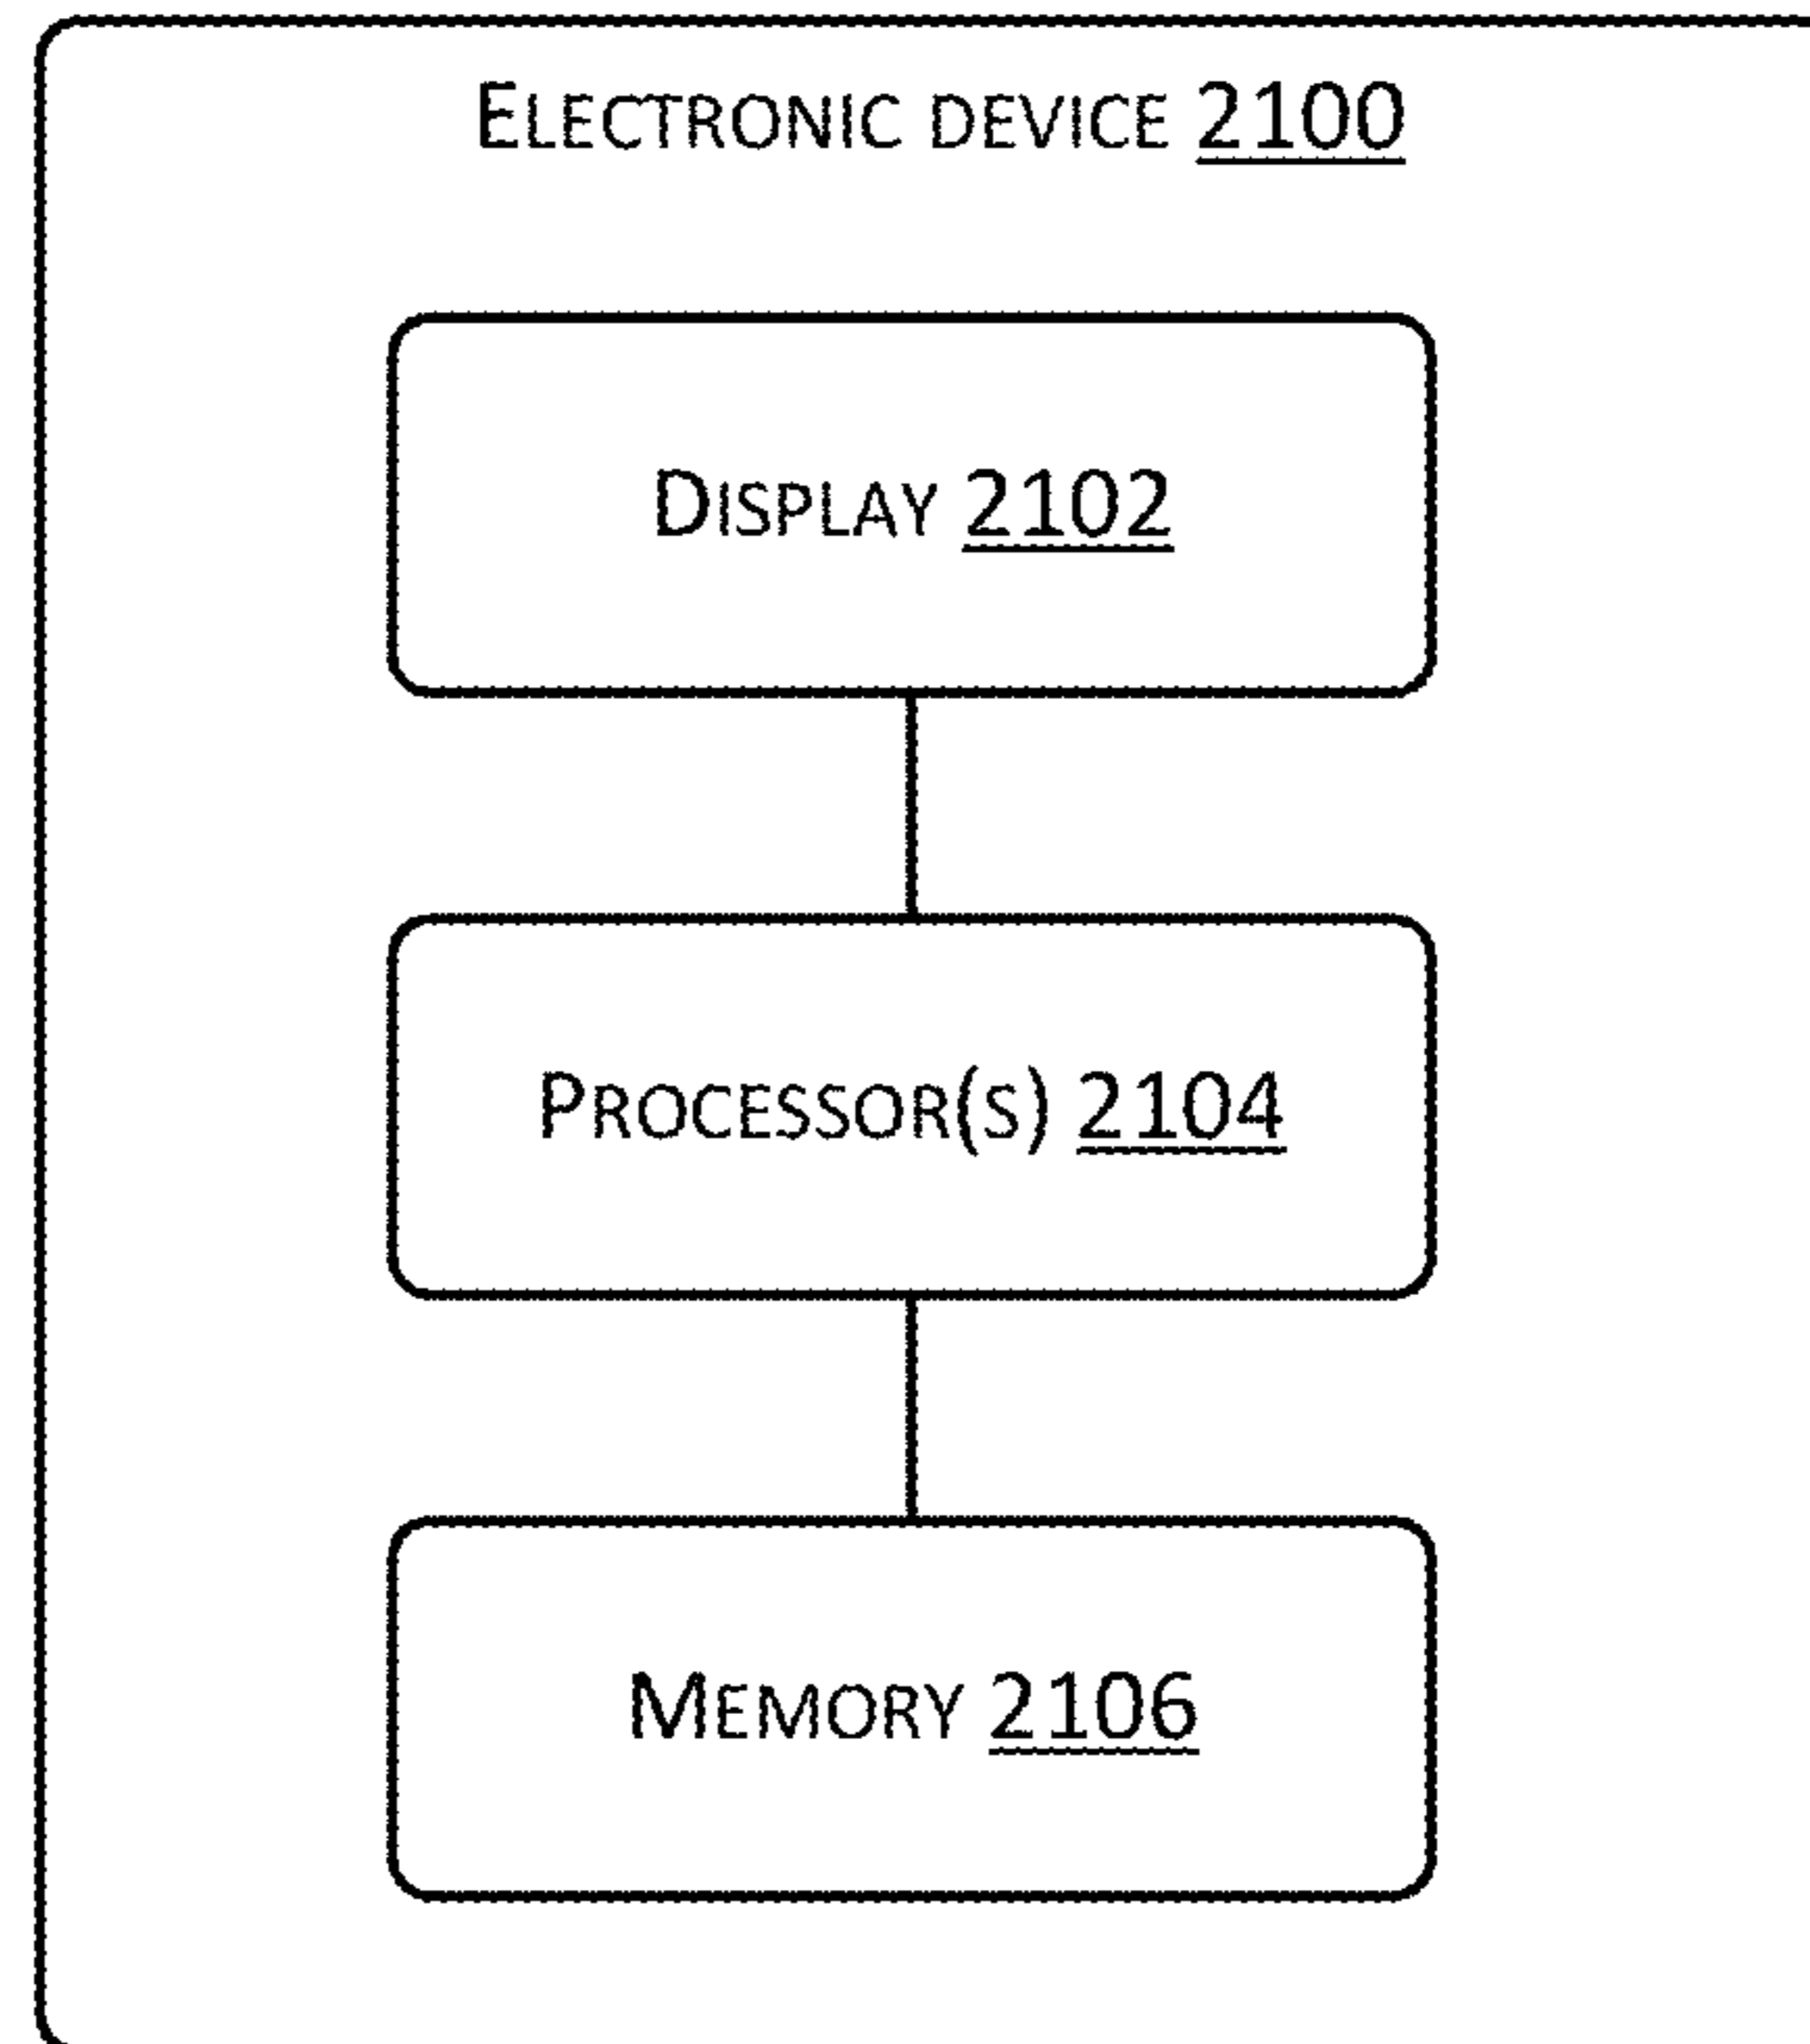 ELECTRONIC DEVICE 2100
DISPLAY 2102
PROCESSOR(S) 2104
MEMORY 2106